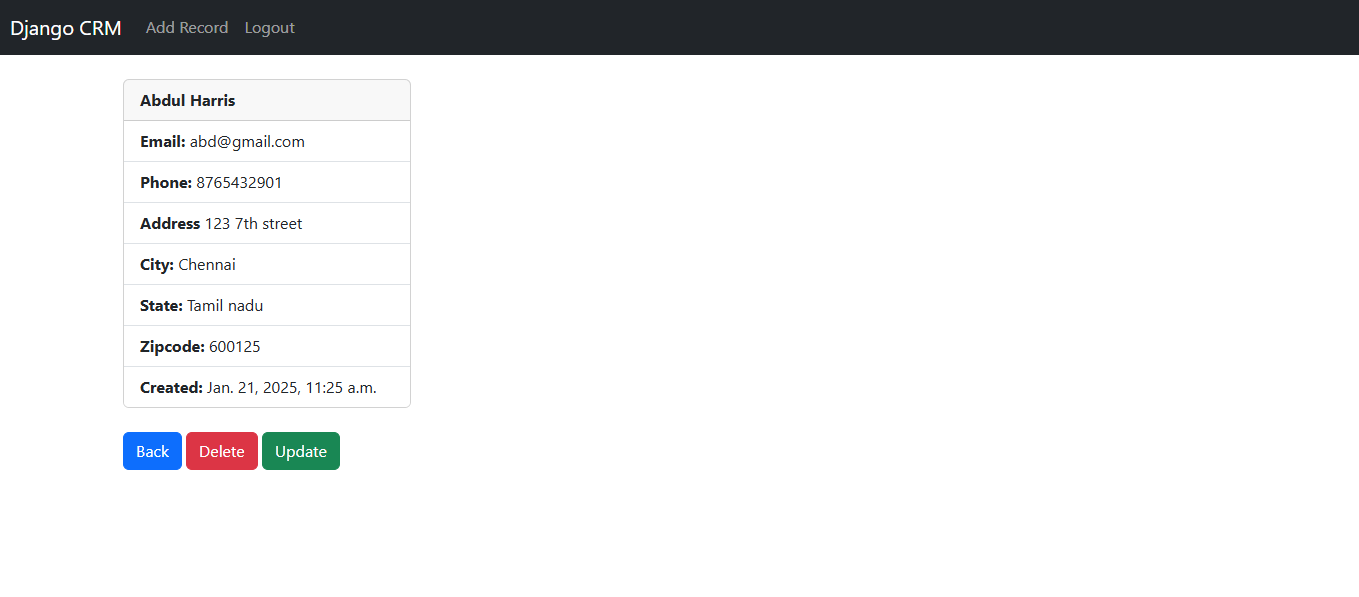 Django CRM Add Record Logout
Abdul Harris
Email: abd@gmail.com
Phone: 8765432901
Address 123 7th street
City: Chennai
State: Tamil nadu
Zipcode: 600125
Created: Jan. 21, 2025, 11:25 a.m.
Back Delete Update